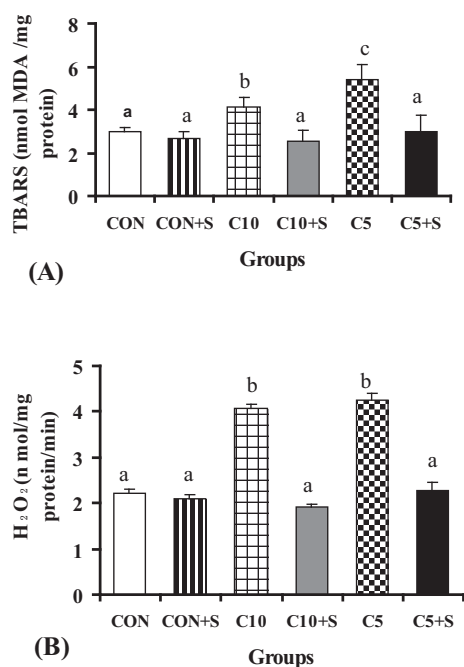 TBARS (nmol MDA /mg
protein)
8
6
4
2
0
a
a
b
a
c
a
CON CON+S C10 C10+S C5 C5+S
Groups
(A)
H₂O₂ (n mol/mg
protein/min)
5
4
3
2
1
0
a
a
b
a
b
a
CON CON+S C10 C10+S C5 C5+S
Groups
(B)